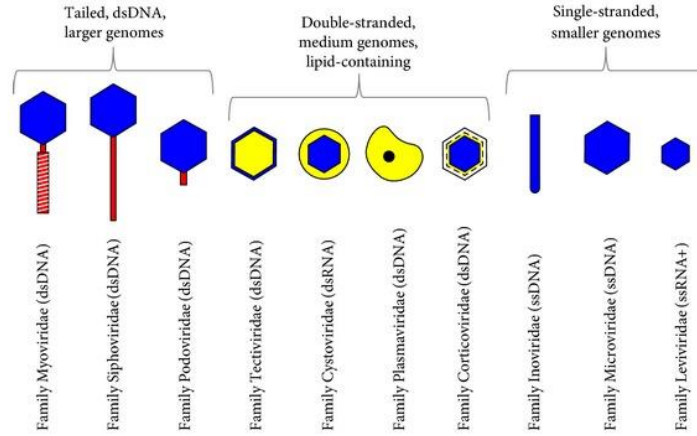 Tailed, dsDNA,
larger genomes
Double-stranded,
medium genomes,
lipid-containing
Single-stranded,
smaller genomes
Family Myoviridae (dsDNA)
Family Siphoviridae (dsDNA)
Family Podoviridae (dsDNA)
Family Tectiviridae (dsDNA)
Family Cystoviridae (dsRNA)
Family Plasmaviridae (dsDNA)
Family Corticoviridae (dsDNA)
Family Inoviridae (ssDNA)
Family Microviridae (ssDNA)
Family Leviviridae (ssRNA+)